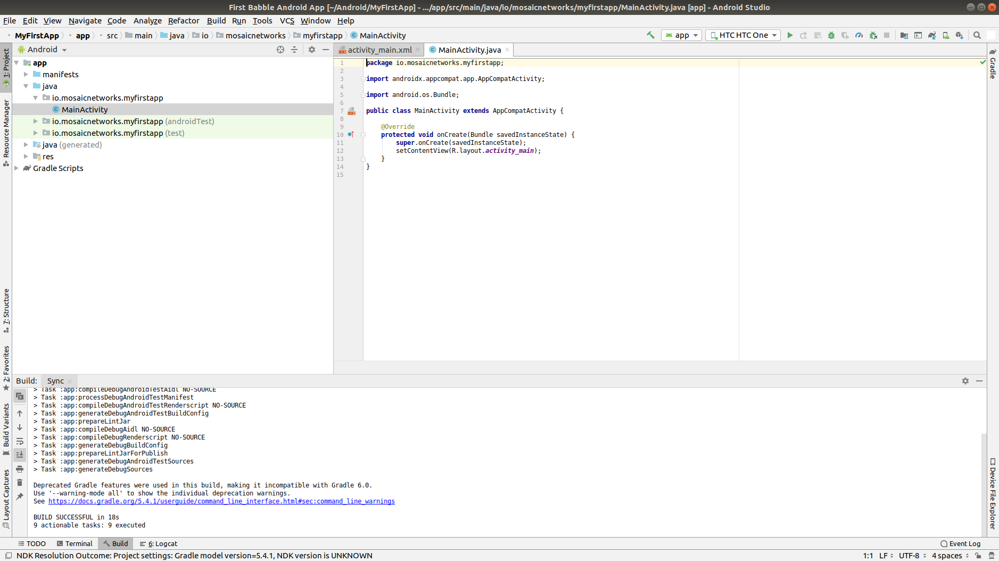 First Babble Android App [~/Android/MyFirstApp] - .../app/src/main/java/io/mosaicnetworks/myfirstapp/MainActivity.java [app] - Android Studio
File Edit View Navigate Code Analyze Refactor Build Run Tools VCS Window Help
MyFirstApp app src main java io mosaicnetworks myfirstapp MainActivity
app HTC HTC One
1: Project
Resource Manager
7: Structure
2: Favorites
Build Variants
Layout Captures
Android
app
manifests
java
io.mosaicnetworks.myfirstapp
MainActivity
io.mosaicnetworks.myfirstapp (androidTest)
io.mosaicnetworks.myfirstapp (test)
java (generated)
res
Gradle Scripts
activity_main.xml MainActivity.java
1 package io.mosaicnetworks.myfirstapp;
2
3 import androidx.appcompat.app.AppCompatActivity;
4
5 import android.os.Bundle;
6
7 public class MainActivity extends AppCompatActivity {
8
9 @Override
10 protected void onCreate(Bundle savedInstanceState) {
11 super.onCreate(savedInstanceState);
12 setContentView(R.layout.activity_main);
13 }
14 }
15
Gradle
Device File Explorer
Build: Sync
> Task :app:compileDebugAndroidTestAidl NO-SOURCE
> Task :app:processDebugAndroidTestManifest
> Task :app:compileDebugAndroidTestRenderscript NO-SOURCE
> Task :app:generateDebugAndroidTestBuildConfig
> Task :app:prepareLintJar
> Task :app:compileDebugAidl NO-SOURCE
> Task :app:compileDebugRenderscript NO-SOURCE
> Task :app:generateDebugBuildConfig
> Task :app:prepareLintJarForPublish
> Task :app:generateDebugAndroidTestSources
> Task :app:generateDebugSources
Deprecated Gradle features were used in this build, making it incompatible with Gradle 6.0.
Use '--warning-mode all' to show the individual deprecation warnings.
See https://docs.gradle.org/5.4.1/userguide/command_line_interface.html#sec:command_line_warnings
BUILD SUCCESSFUL in 18s
9 actionable tasks: 9 executed
TODO Terminal Build 6: Logcat Event Log
NDK Resolution Outcome: Project settings: Gradle model version=5.4.1, NDK version is UNKNOWN 1:1 LF UTF-8 4 spaces